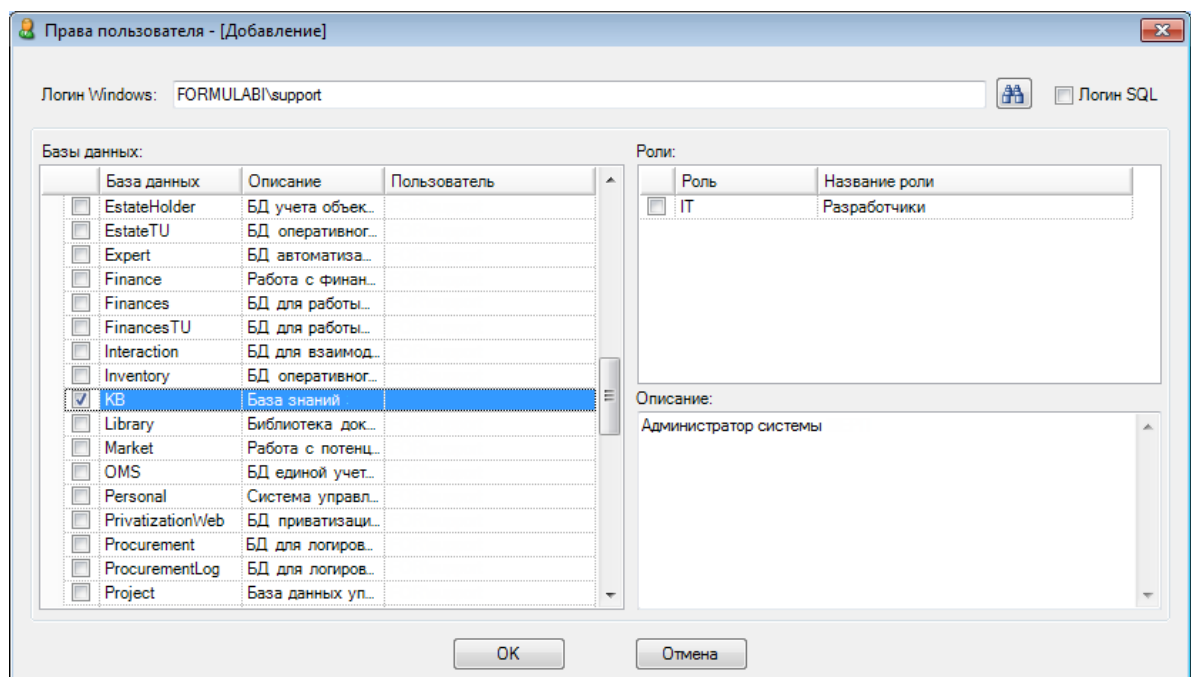 Права пользователя - [Добавление]
Логин Windows: FORMULABI\support Логин SQL
Базы данных: Роли:
База данных Описание Пользователь Роль Название роли
EstateHolder БД учета объек... IT Разработчики
EstateTU БД оперативног...
Expert БД автоматиза...
Finance Работа с финан...
Finances БД для работы...
FinancesTU БД для работы...
Interaction БД для взаимод...
Inventory БД оперативног...
KB База знаний Описание:
Library Библиотека док... Администратор системы
Market Работа с потенц...
OMS БД единой учет...
Personal Система управл...
PrivatizationWeb БД приватизаци...
Procurement БД для логиров...
ProcurementLog БД для логиров...
Project База данных уп...
OK Отмена